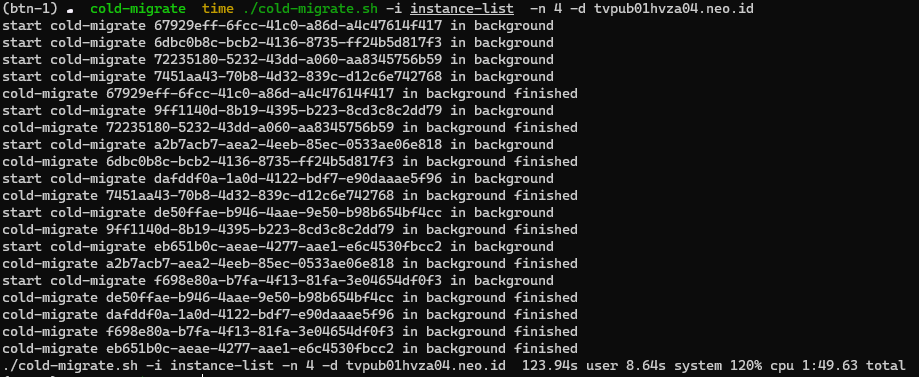 (btn-1) cold-migrate time ./cold-migrate.sh -i instance-list -n 4 -d tvpub01hvza04.neo.id
start cold-migrate 67929eff-6fcc-41c0-a86d-a4c47614f417 in background
start cold-migrate 6dbc0b8c-bcb2-4136-8735-ff24b5d817f3 in background
start cold-migrate 72235180-5232-43dd-a060-aa8345756b59 in background
start cold-migrate 7451aa43-70b8-4d32-839c-d12c6e742768 in background
cold-migrate 67929eff-6fcc-41c0-a86d-a4c47614f417 in background finished
start cold-migrate 9ff1140d-8b19-4395-b223-8cd3c8c2dd79 in background
cold-migrate 72235180-5232-43dd-a060-aa8345756b59 in background finished
start cold-migrate a2b7acb7-aea2-4eeb-85ec-0533ae06e818 in background
cold-migrate 6dbc0b8c-bcb2-4136-8735-ff24b5d817f3 in background finished
start cold-migrate dafddf0a-1a0d-4122-bdf7-e90daaae5f96 in background
cold-migrate 7451aa43-70b8-4d32-839c-d12c6e742768 in background finished
start cold-migrate de50ffae-b946-4aae-9e50-b98b654bf4cc in background
cold-migrate 9ff1140d-8b19-4395-b223-8cd3c8c2dd79 in background finished
start cold-migrate eb651b0c-aeae-4277-aae1-e6c4530fbcc2 in background
cold-migrate a2b7acb7-aea2-4eeb-85ec-0533ae06e818 in background finished
start cold-migrate f698e80a-b7fa-4f13-81fa-3e04654df0f3 in background
cold-migrate de50ffae-b946-4aae-9e50-b98b654bf4cc in background finished
cold-migrate dafddf0a-1a0d-4122-bdf7-e90daaae5f96 in background finished
cold-migrate f698e80a-b7fa-4f13-81fa-3e04654df0f3 in background finished
cold-migrate eb651b0c-aeae-4277-aae1-e6c4530fbcc2 in background finished
./cold-migrate.sh -i instance-list -n 4 -d tvpub01hvza04.neo.id  123.94s user 8.64s system 120% cpu 1:49.63 total